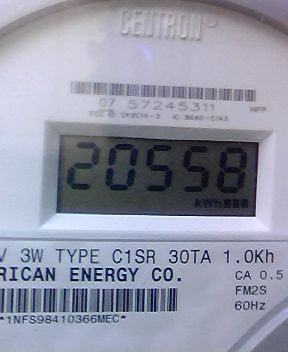 CENTRON®
07 57245311 HPP
20558
kWh
V 3W TYPE C1SR 30TA 1.0Kh
RICAN ENERGY CO. CA 0.5
FM2S
60Hz
*1NFS98410366MEC*